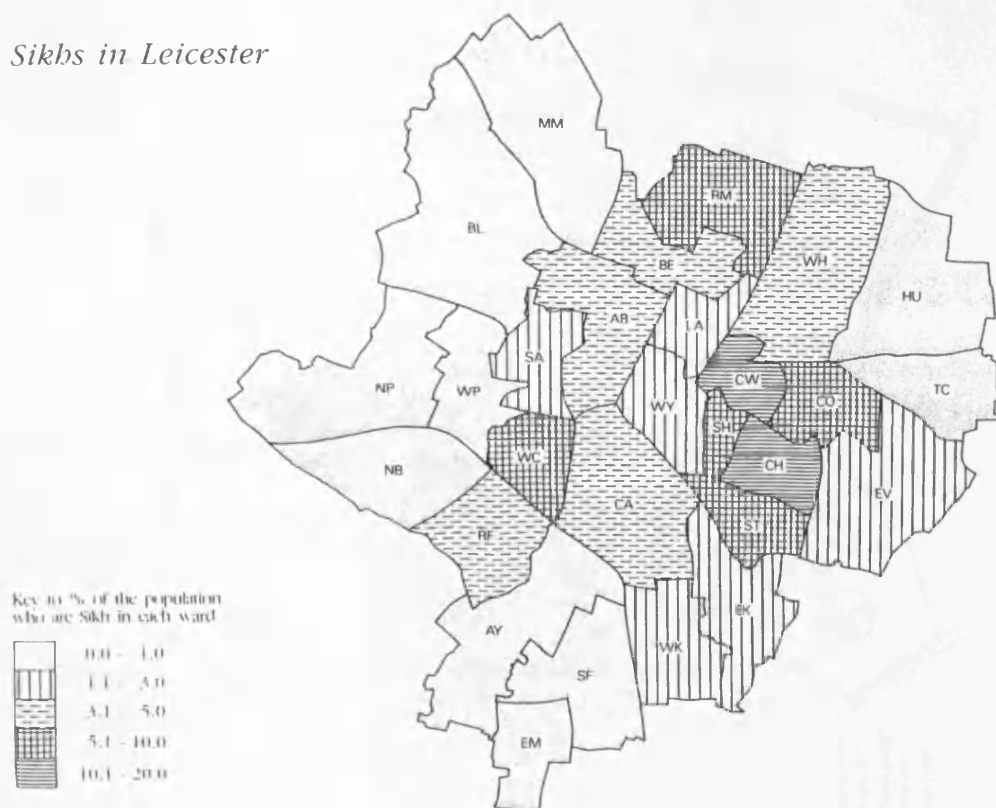 Sikhs in Leicester
MM
RM
BL
BE
WH
HU
AB
LA
SA
NP
WP
CW
CO
TC
WY
SH
WC
CH
NB
EV
CA
ST
RF
EK
AY
WK
SF
EM
Key to % of the population
who are Sikh in each ward
0.0 - 1.0
1.1 - 3.0
3.1 - 5.0
5.1 - 10.0
10.1 - 20.0